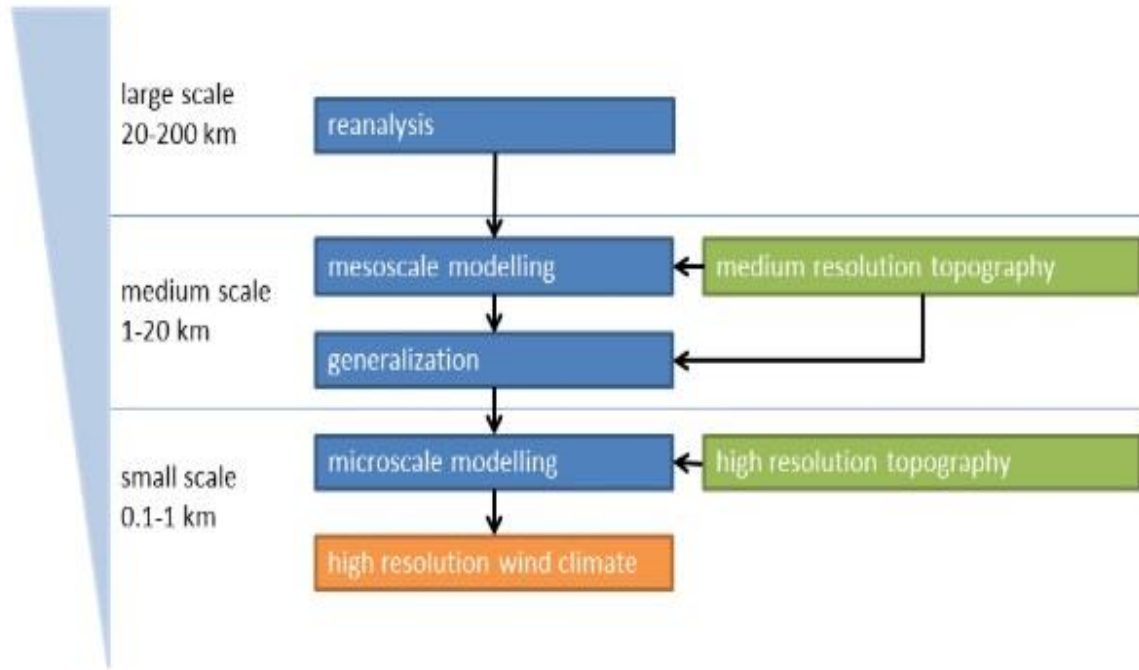 large scale
20-200 km
reanalysis
mesoscale modelling
medium resolution topography
medium scale
1-20 km
generalization
microscale modelling
high resolution topography
small scale
0.1-1 km
high resolution wind climate